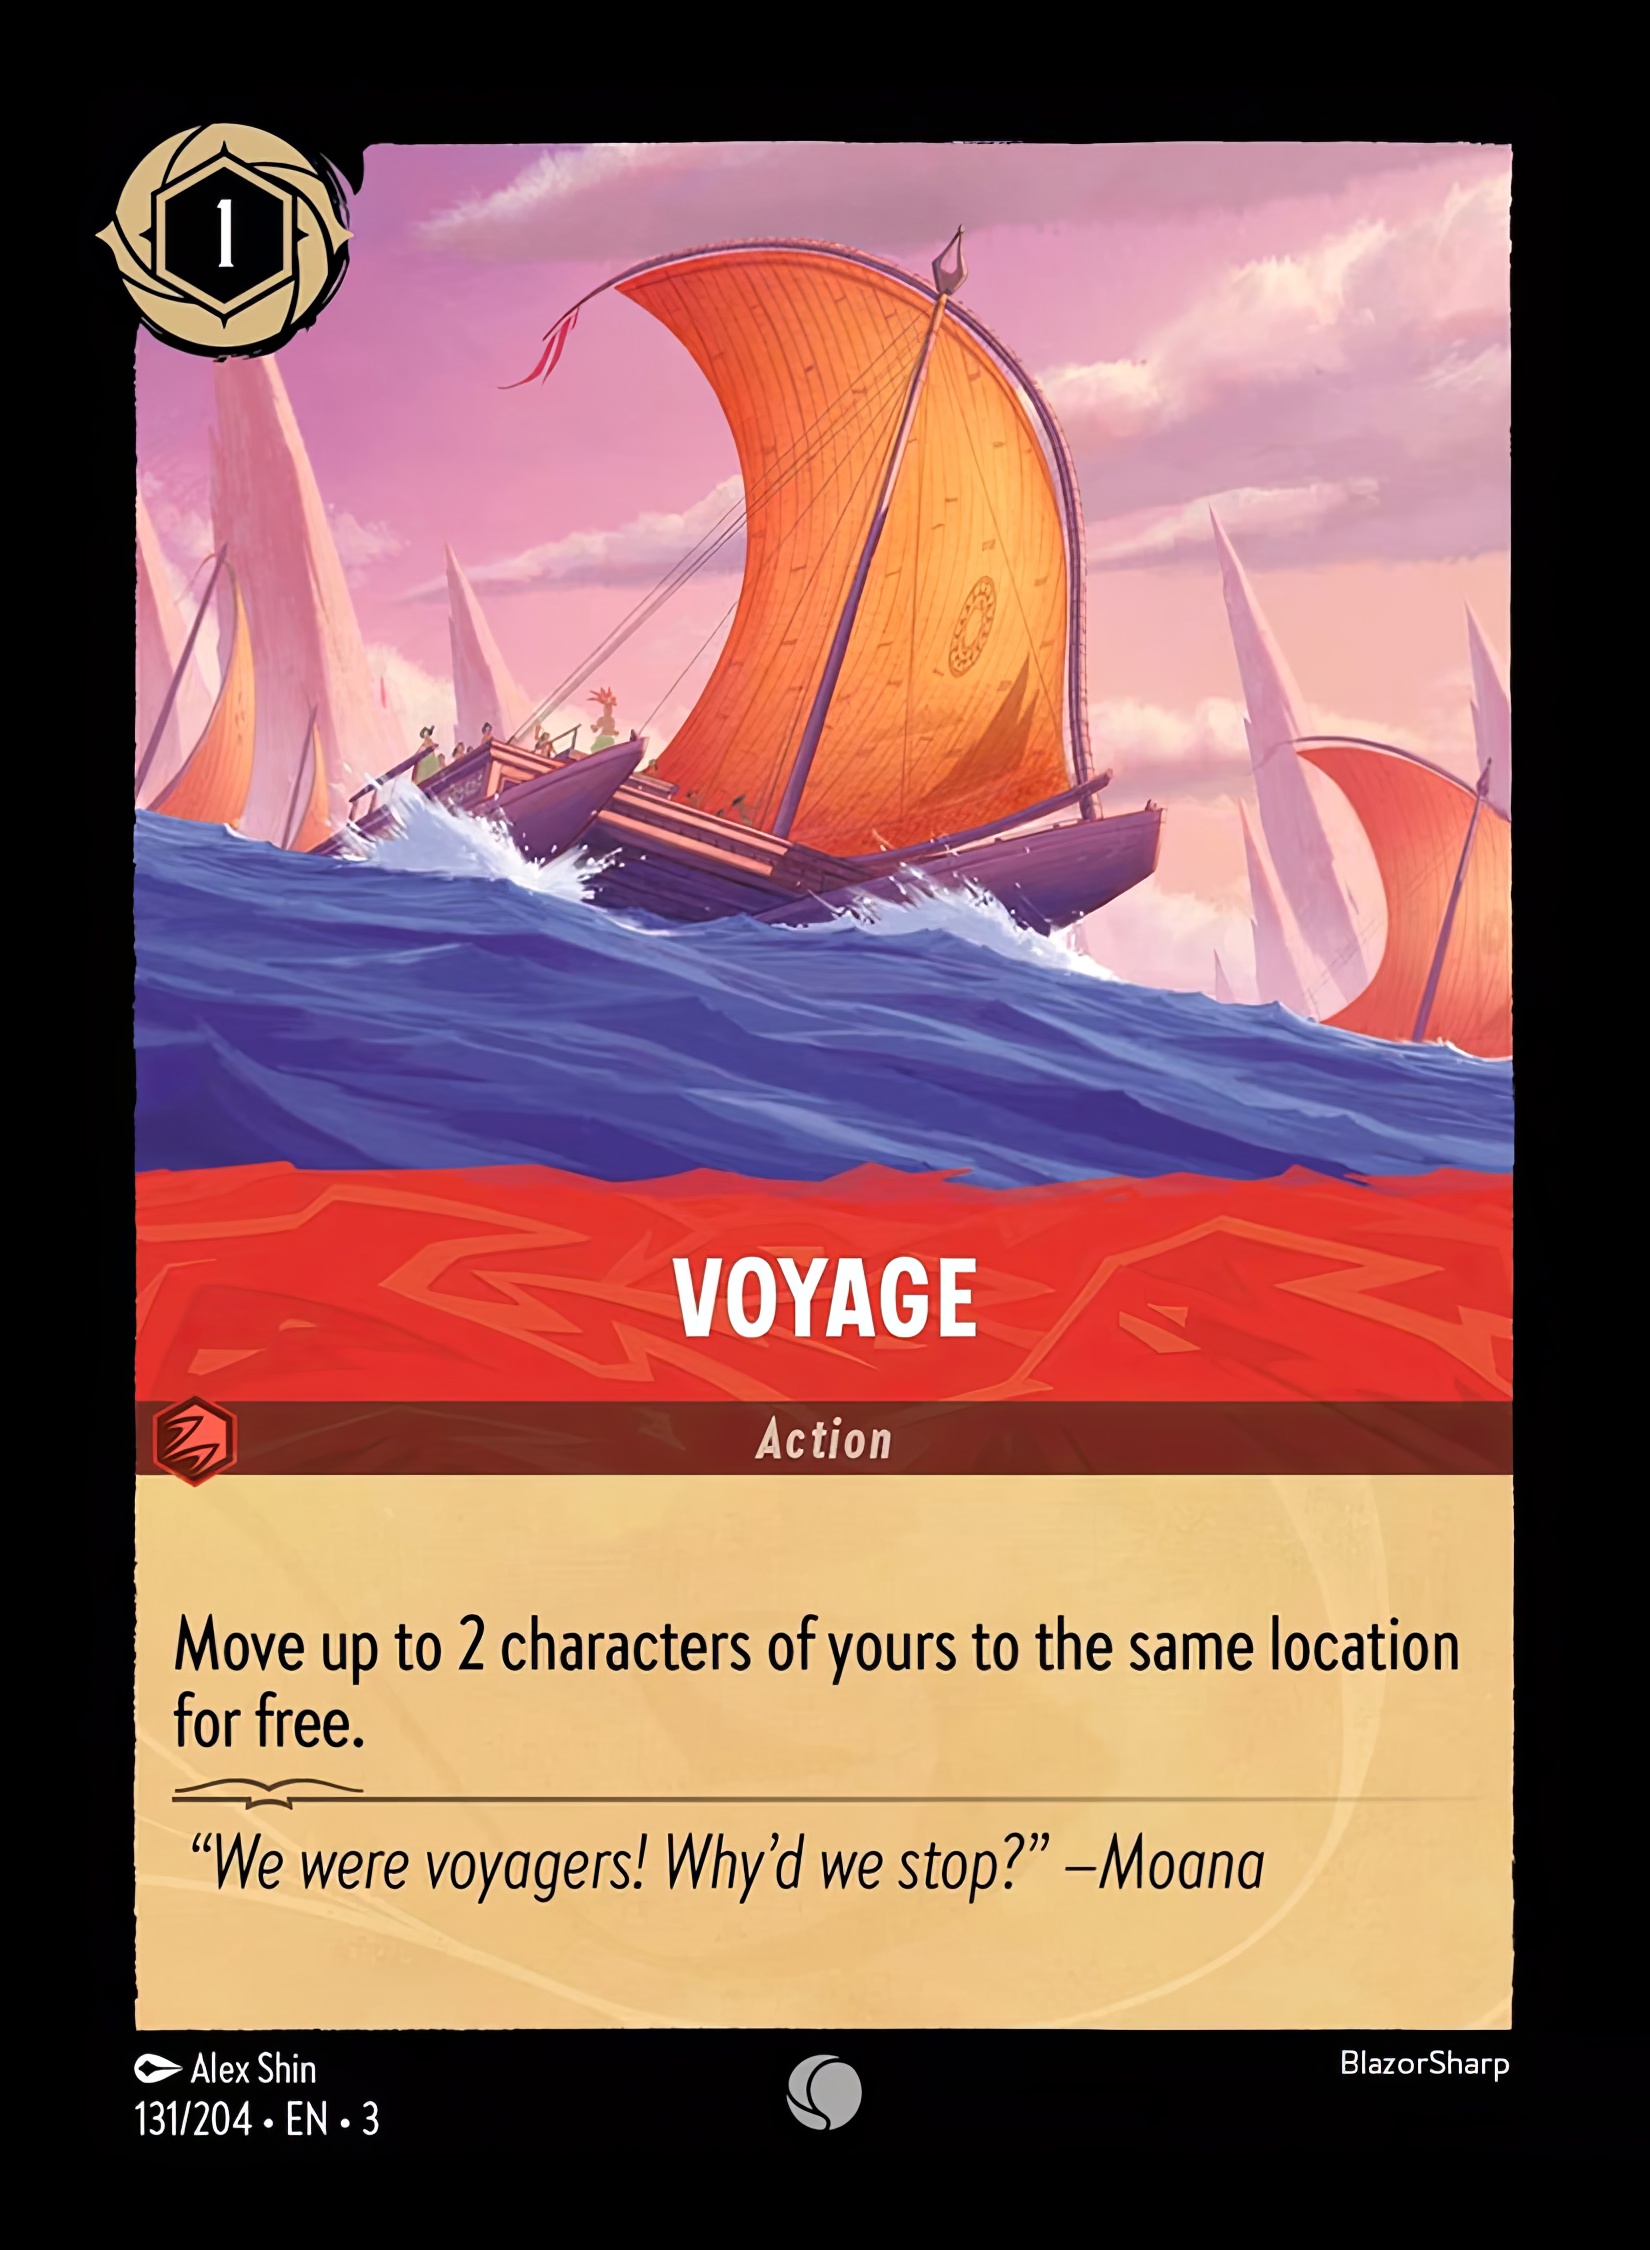 1
VOYAGE
Action
Move up to 2 characters of yours to the same location
for free.
“We were voyagers! Why’d we stop?” –Moana
Alex Shin
BlazorSharp
131/204 • EN • 3